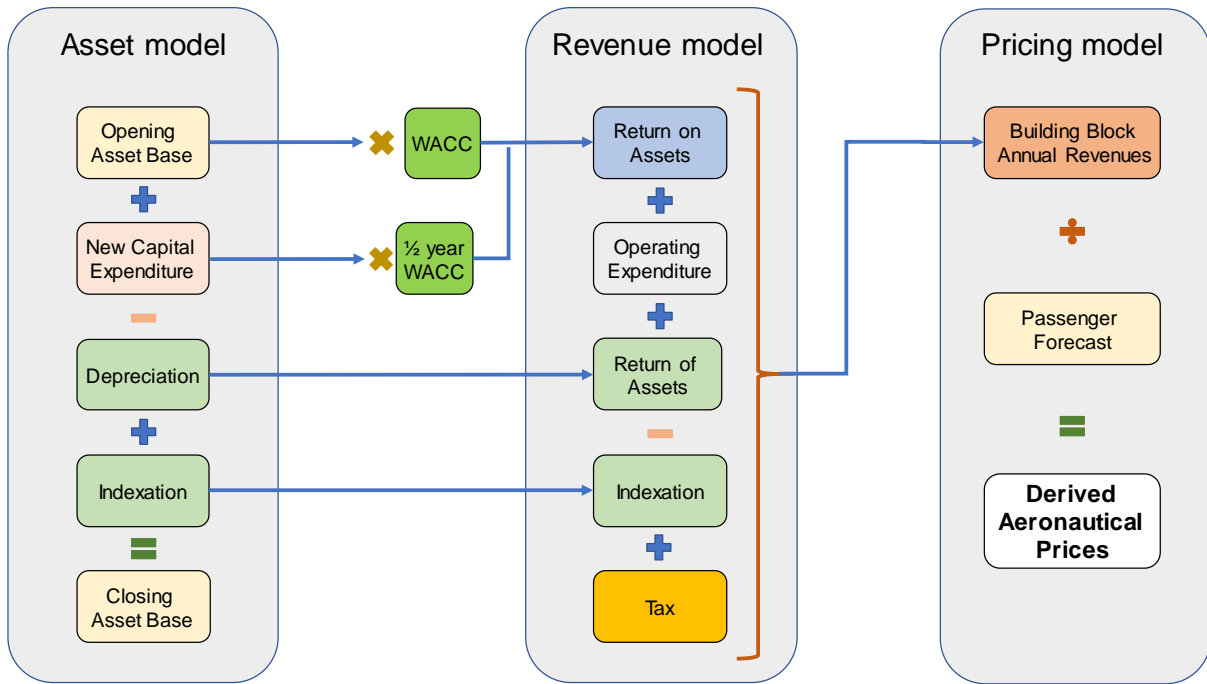 Asset model
Opening
Asset Base
New Capital
Expenditure
Depreciation
Indexation
Closing
Asset Base
WACC
½ year
WACC
Revenue model
Return on
Assets
Operating
Expenditure
Return of
Assets
Indexation
Tax
Pricing model
Building Block
Annual Revenues
Passenger
Forecast
Derived
Aeronautical
Prices